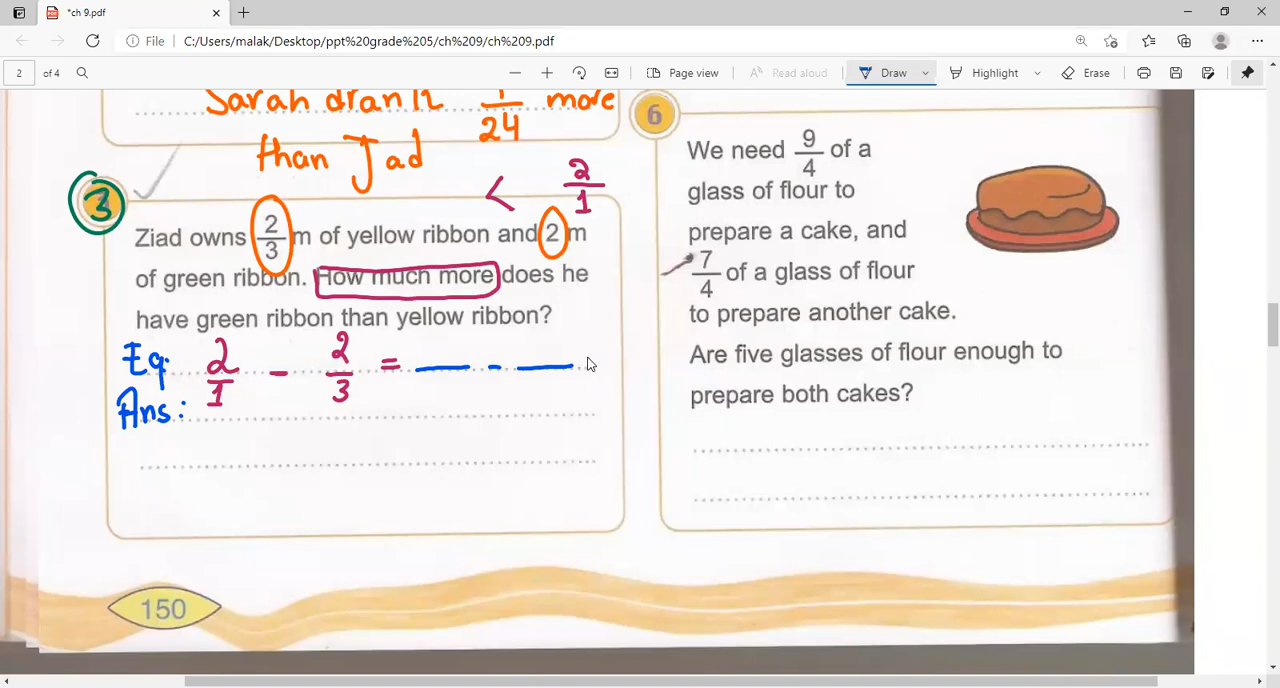 *ch 9.pdf
File C:/Users/malak/Desktop/ppt%20grade%205/ch%209/ch%209.pdf
2 of 4 Page view Read aloud Draw Highlight Erase
Sarah drank 1/24 more
than Jad
< 2/1
3
Ziad owns 2/3 m of yellow ribbon and 2 m
of green ribbon. How much more does he
have green ribbon than yellow ribbon?
Eq: 2/1 - 2/3 = __ - __
Ans:
150
6
We need 9/4 of a
glass of flour to
prepare a cake, and
7/4 of a glass of flour
to prepare another cake.
Are five glasses of flour enough to
prepare both cakes?